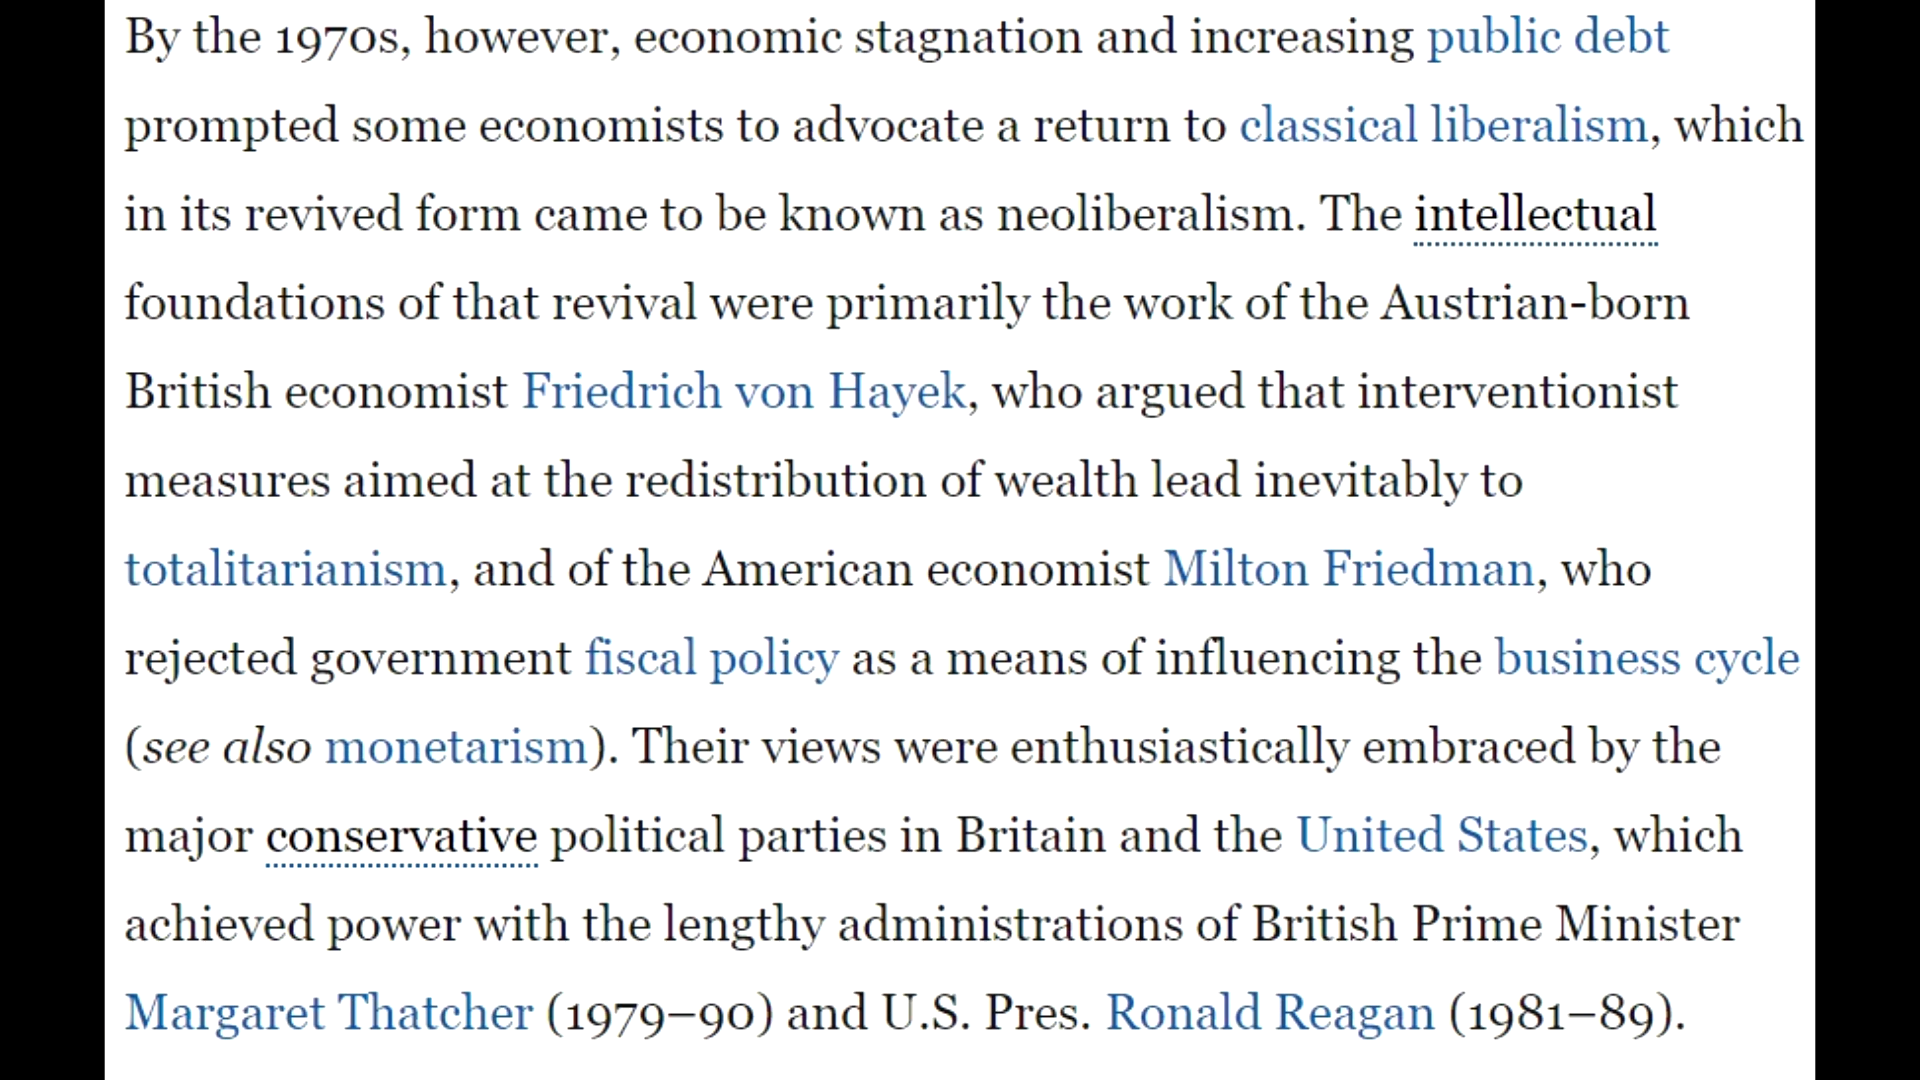 By the 1970s, however, economic stagnation and increasing public debt
prompted some economists to advocate a return to classical liberalism, which
in its revived form came to be known as neoliberalism. The intellectual
foundations of that revival were primarily the work of the Austrian-born
British economist Friedrich von Hayek, who argued that interventionist
measures aimed at the redistribution of wealth lead inevitably to
totalitarianism, and of the American economist Milton Friedman, who
rejected government fiscal policy as a means of influencing the business cycle
(see also monetarism). Their views were enthusiastically embraced by the
major conservative political parties in Britain and the United States, which
achieved power with the lengthy administrations of British Prime Minister
Margaret Thatcher (1979–90) and U.S. Pres. Ronald Reagan (1981–89).